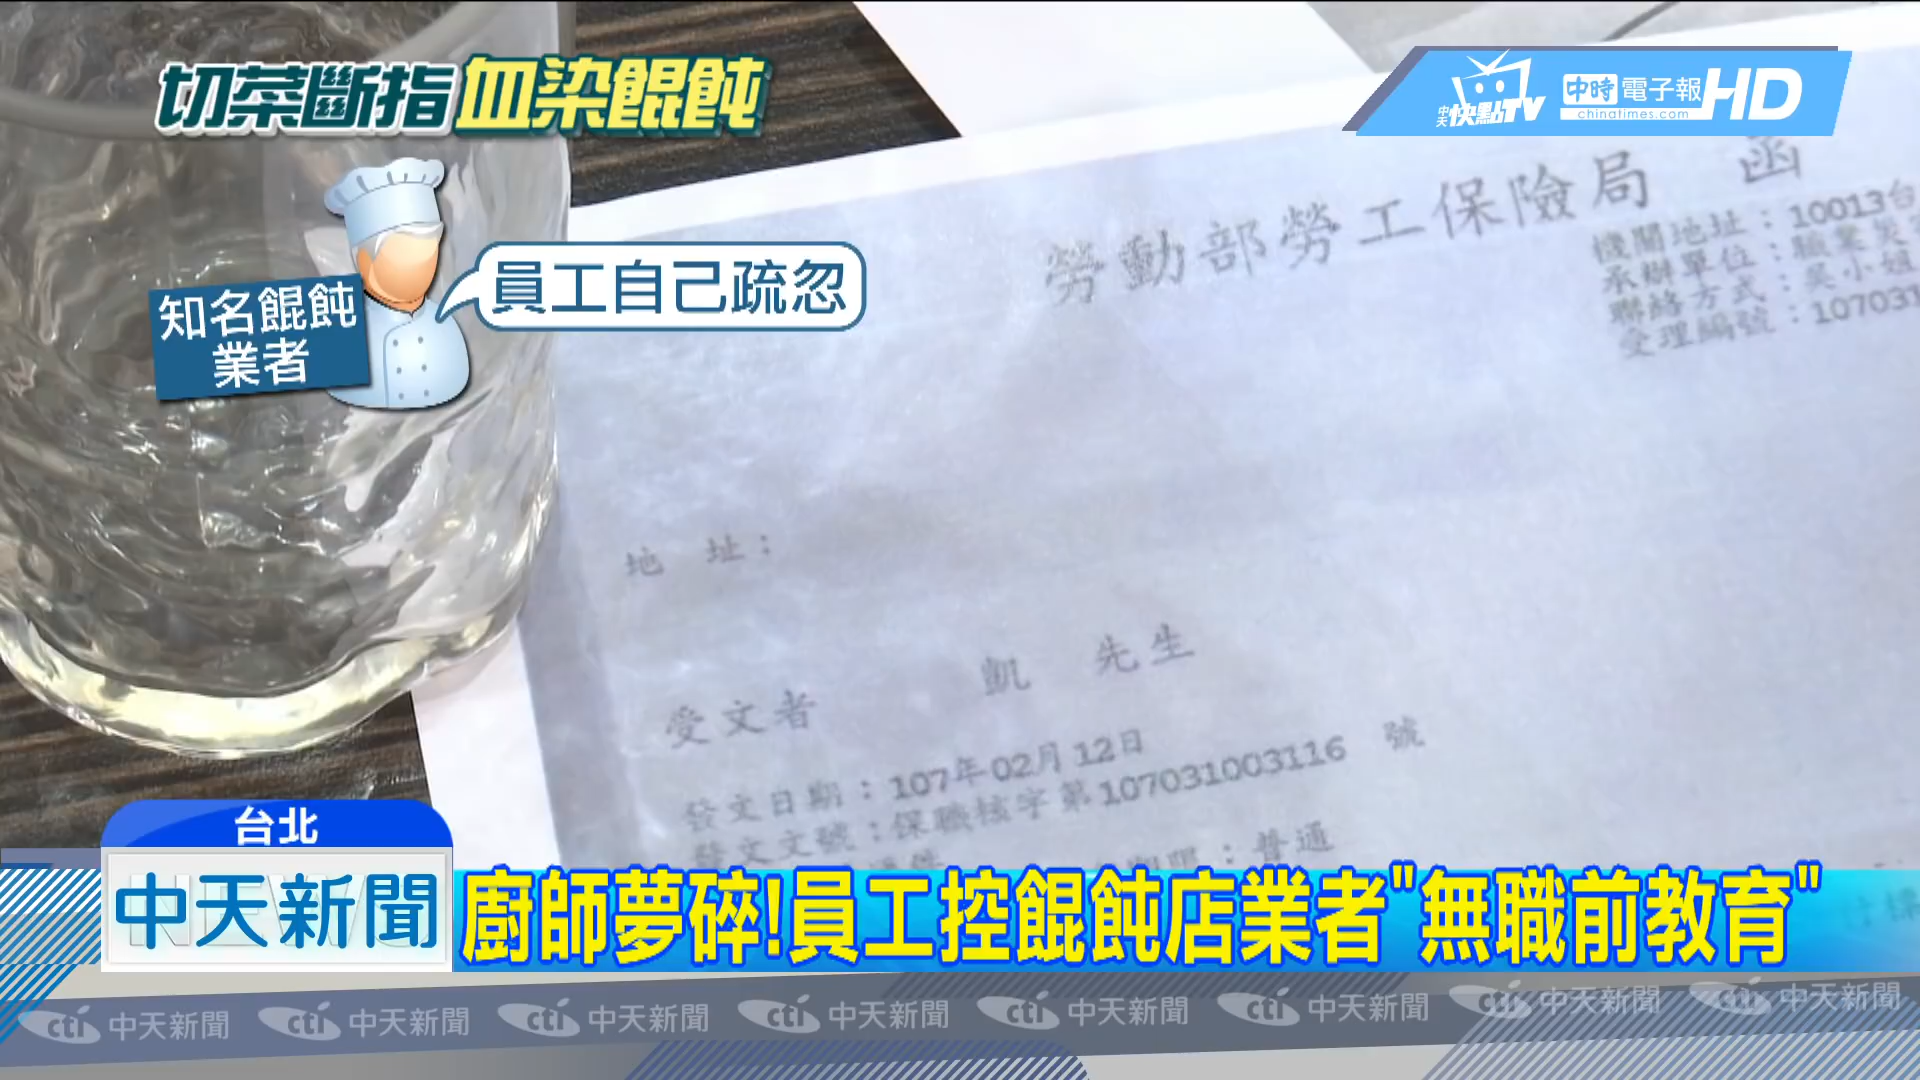 切菜斷指 血染餛飩
中天快點TV 中時電子報 HD
chinatimes.com
知名餛飩
業者
員工自己疏忽
勞動部勞工保險局 函
機關地址：10013台
承辦單位：職業災
聯絡方式：吳小姐
受理編號：107031
地 址：
受文者 凱 先生
發文日期：107年02月12日
發文文號：保職核字第107031003116 號
普通
台北
中天新聞
廚師夢碎!員工控餛飩店業者"無職前教育"
cti 中天新聞 cti 中天新聞 cti 中天新聞 cti 中天新聞 cti 中天新聞 cti 中天新聞 cti 中天新聞 cti 中天新聞